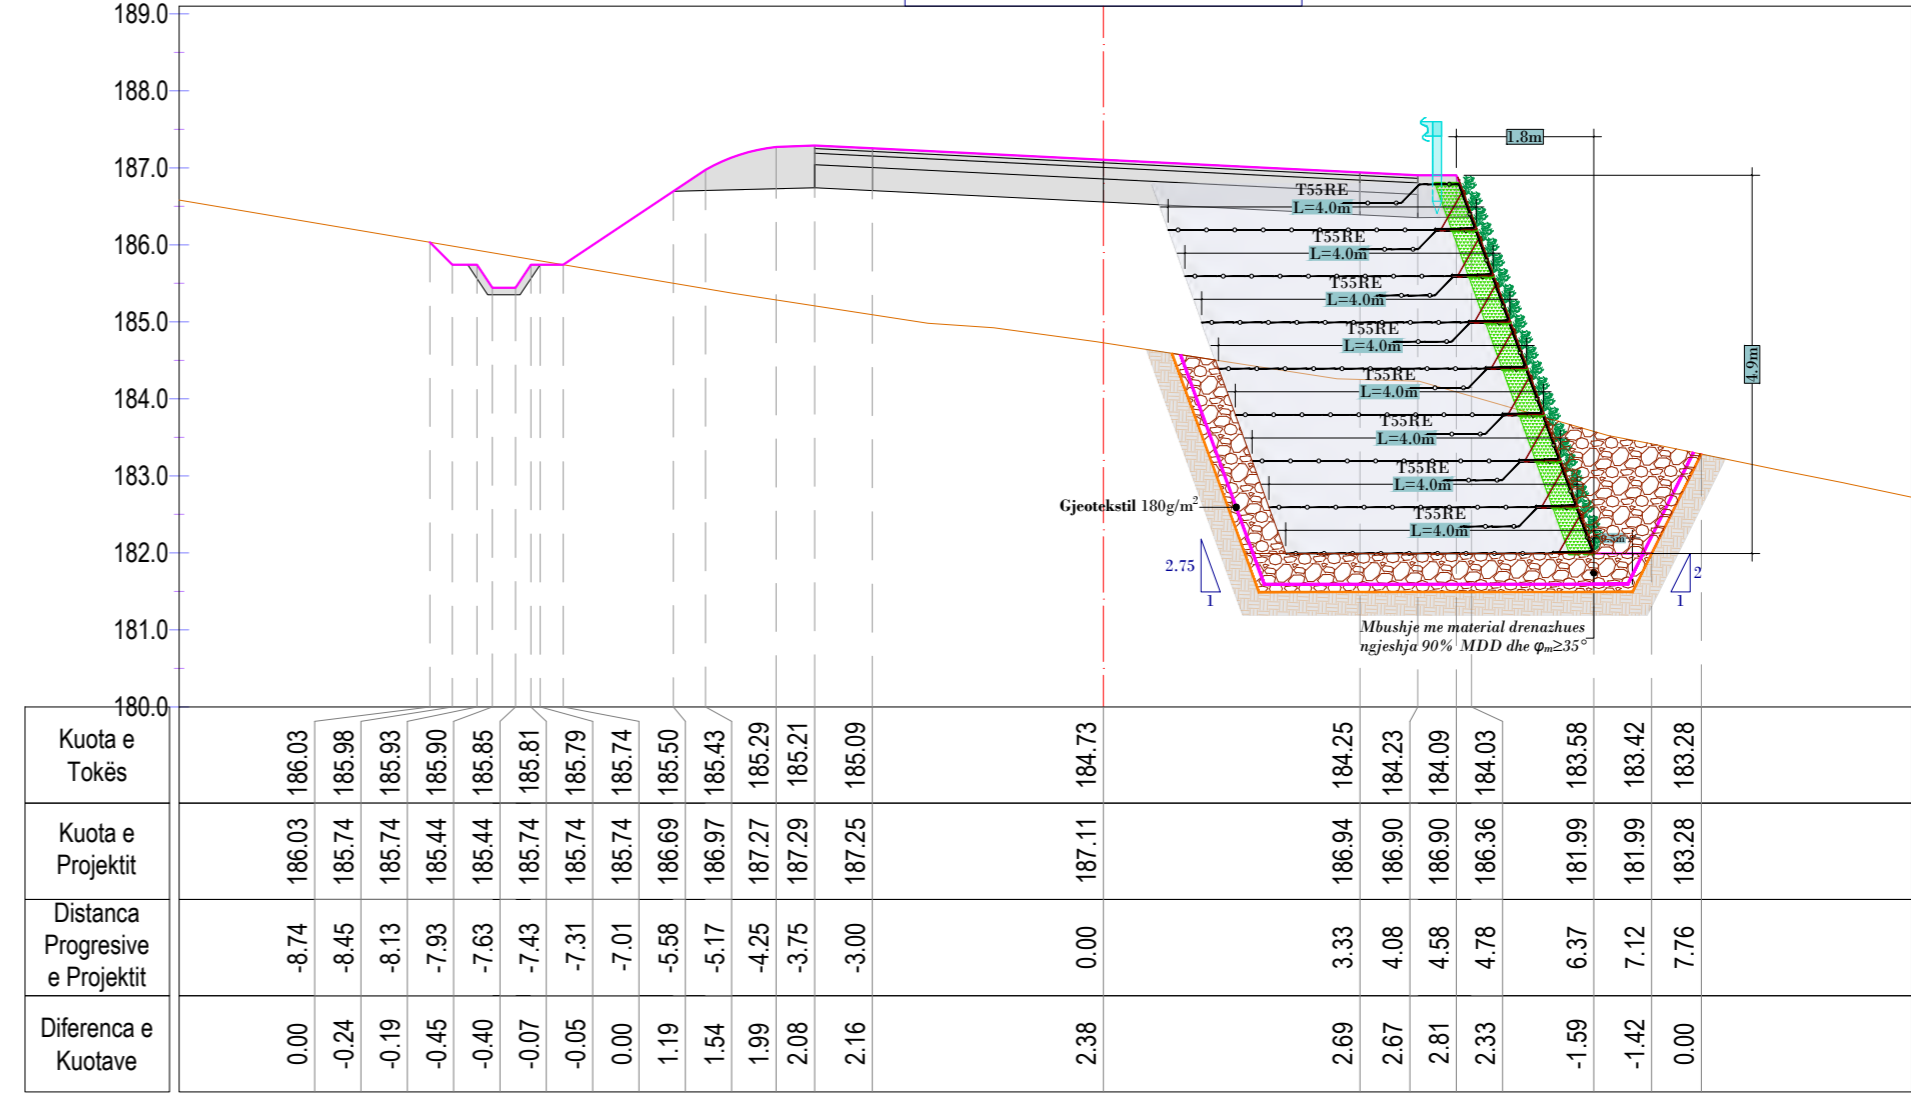 189.0
188.0
187.0
186.0
185.0
184.0
183.0
182.0
181.0
180.0
1.8m
4.9m
T55RE
L=4.0m
T55RE
L=4.0m
T55RE
L=4.0m
T55RE
L=4.0m
T55RE
L=4.0m
T55RE
L=4.0m
T55RE
L=4.0m
T55RE
L=4.0m
0.5m
Gjeotekstil 180g/m²
2.75
1
2
1
Mbushje me material drenazhues
ngjeshja 90% MDD dhe φm≥35°
Kuota e
Tokës
186.03 185.98 185.93 185.90 185.85 185.81 185.79 185.74 185.50 185.43 185.29 185.21 185.09 184.73 184.25 184.23 184.09 184.03 183.58 183.42 183.28
Kuota e
Projektit
186.03 185.74 185.74 185.44 185.44 185.74 185.74 185.74 186.69 186.97 187.27 187.29 187.25 187.11 186.94 186.90 186.90 186.36 181.99 181.99 183.28
Distanca
Progresive
e Projektit
-8.74 -8.45 -8.13 -7.93 -7.63 -7.43 -7.31 -7.01 -5.58 -5.17 -4.25 -3.75 -3.00 0.00 3.33 4.08 4.58 4.78 6.37 7.12 7.76
Diferenca e
Kuotave
0.00 -0.24 -0.19 -0.45 -0.40 -0.07 -0.05 0.00 1.19 1.54 1.99 2.08 2.16 2.38 2.69 2.67 2.81 2.33 -1.59 -1.42 0.00